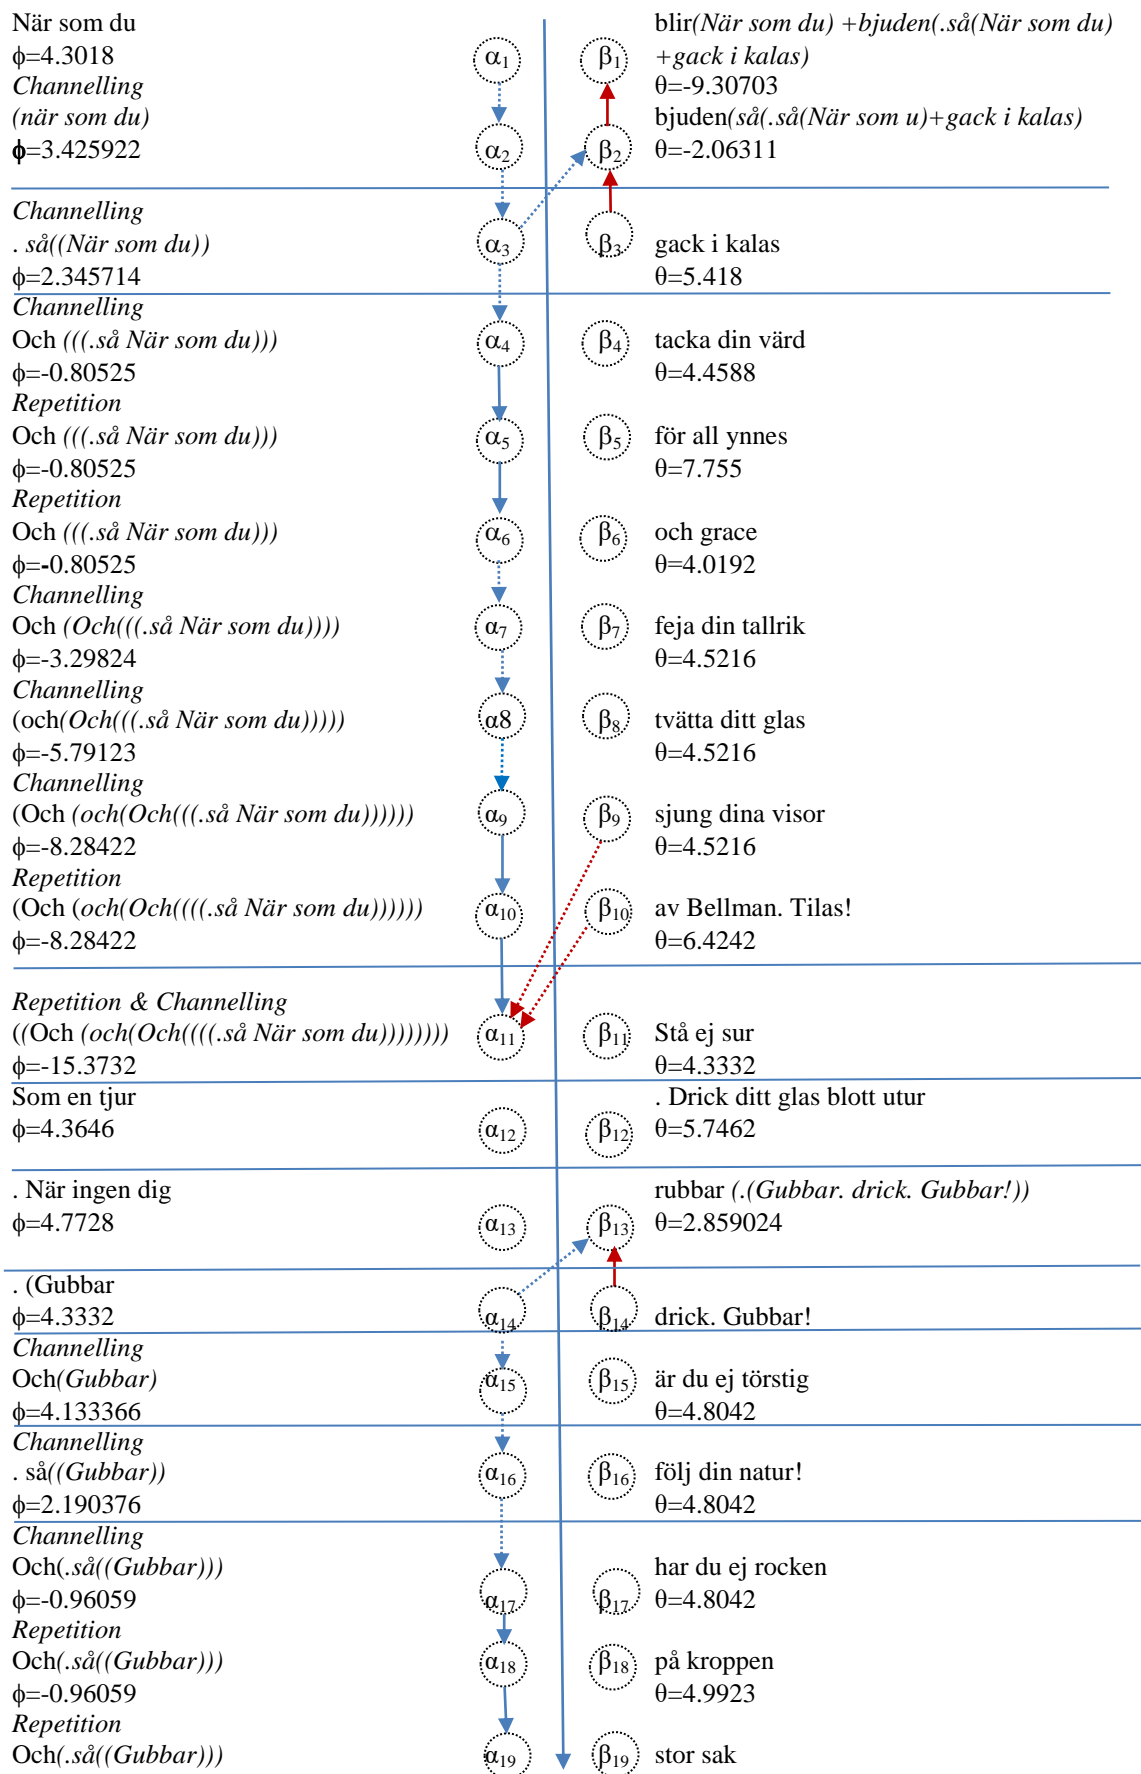 När som du
blir(När som du) +bjuden(.så(När som du)
ϕ=4.3018
α1
β1
+gack i kalas)
Channelling
θ=-9.30703
(när som du)
bjuden(så(.så(När som u)+gack i kalas)
ϕ=3.425922
α2
β2
θ=-2.06311
Channelling
. så((När som du))
α3
β3
gack i kalas
ϕ=2.345714
θ=5.418
Channelling
Och (((.så När som du)))
α4
β4
tacka din värd
ϕ=-0.80525
θ=4.4588
Repetition
Och (((.så När som du)))
α5
β5
för all ynnes
ϕ=-0.80525
θ=7.755
Repetition
Och (((.så När som du)))
α6
β6
och grace
ϕ=-0.80525
θ=4.0192
Channelling
Och (Och(((.så När som du))))
α7
β7
feja din tallrik
ϕ=-3.29824
θ=4.5216
Channelling
(och(Och(((.så När som du)))))
α8
β8
tvätta ditt glas
ϕ=-5.79123
θ=4.5216
Channelling
(Och (och(Och(((.så När som du))))))
α9
β9
sjung dina visor
ϕ=-8.28422
θ=4.5216
Repetition
(Och (och(Och((((.så När som du))))))
α10
β10
av Bellman. Tilas!
ϕ=-8.28422
θ=6.4242
Repetition & Channelling
((Och (och(Och((((.så När som du))))))))
α11
β11
Stå ej sur
ϕ=-15.3732
θ=4.3332
Som en tjur
. Drick ditt glas blott utur
ϕ=4.3646
α12
β12
θ=5.7462
. När ingen dig
rubbar (.(Gubbar. drick. Gubbar!))
ϕ=4.7728
α13
β13
θ=2.859024
. (Gubbar
ϕ=4.3332
α14
β14
drick. Gubbar!
Channelling
Och(Gubbar)
α15
β15
är du ej törstig
ϕ=4.133366
θ=4.8042
Channelling
. så((Gubbar))
α16
β16
följ din natur!
ϕ=2.190376
θ=4.8042
Channelling
Och(.så((Gubbar)))
har du ej rocken
ϕ=-0.96059
α17
β17
θ=4.8042
Repetition
Och(.så((Gubbar)))
α18
β18
på kroppen
ϕ=-0.96059
θ=4.9923
Repetition
Och(.så((Gubbar)))
α19
β19
stor sak